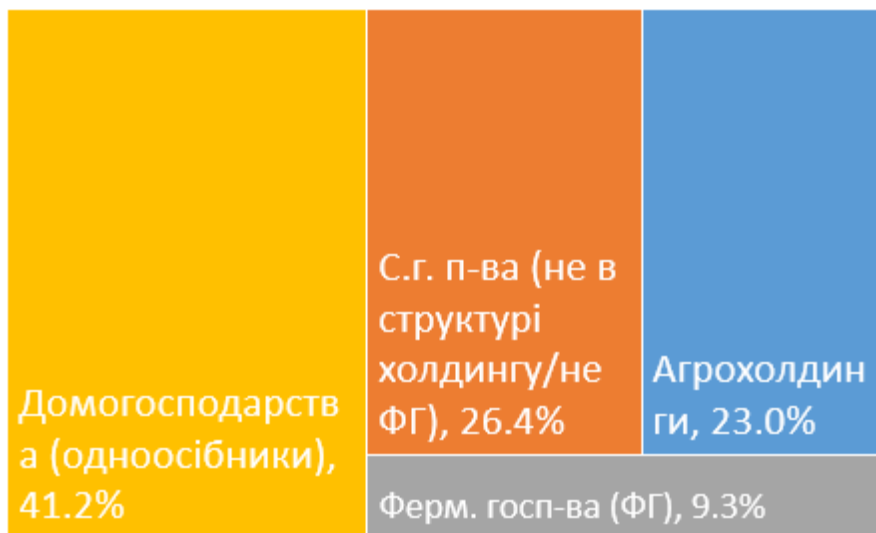 Домогосподарств
а (одноосібники),
41.2%
С.г. п-ва (не в
структурі
холдингу/не
ФГ), 26.4%
Агрохолдин
ги, 23.0%
Ферм. госп-ва (ФГ), 9.3%